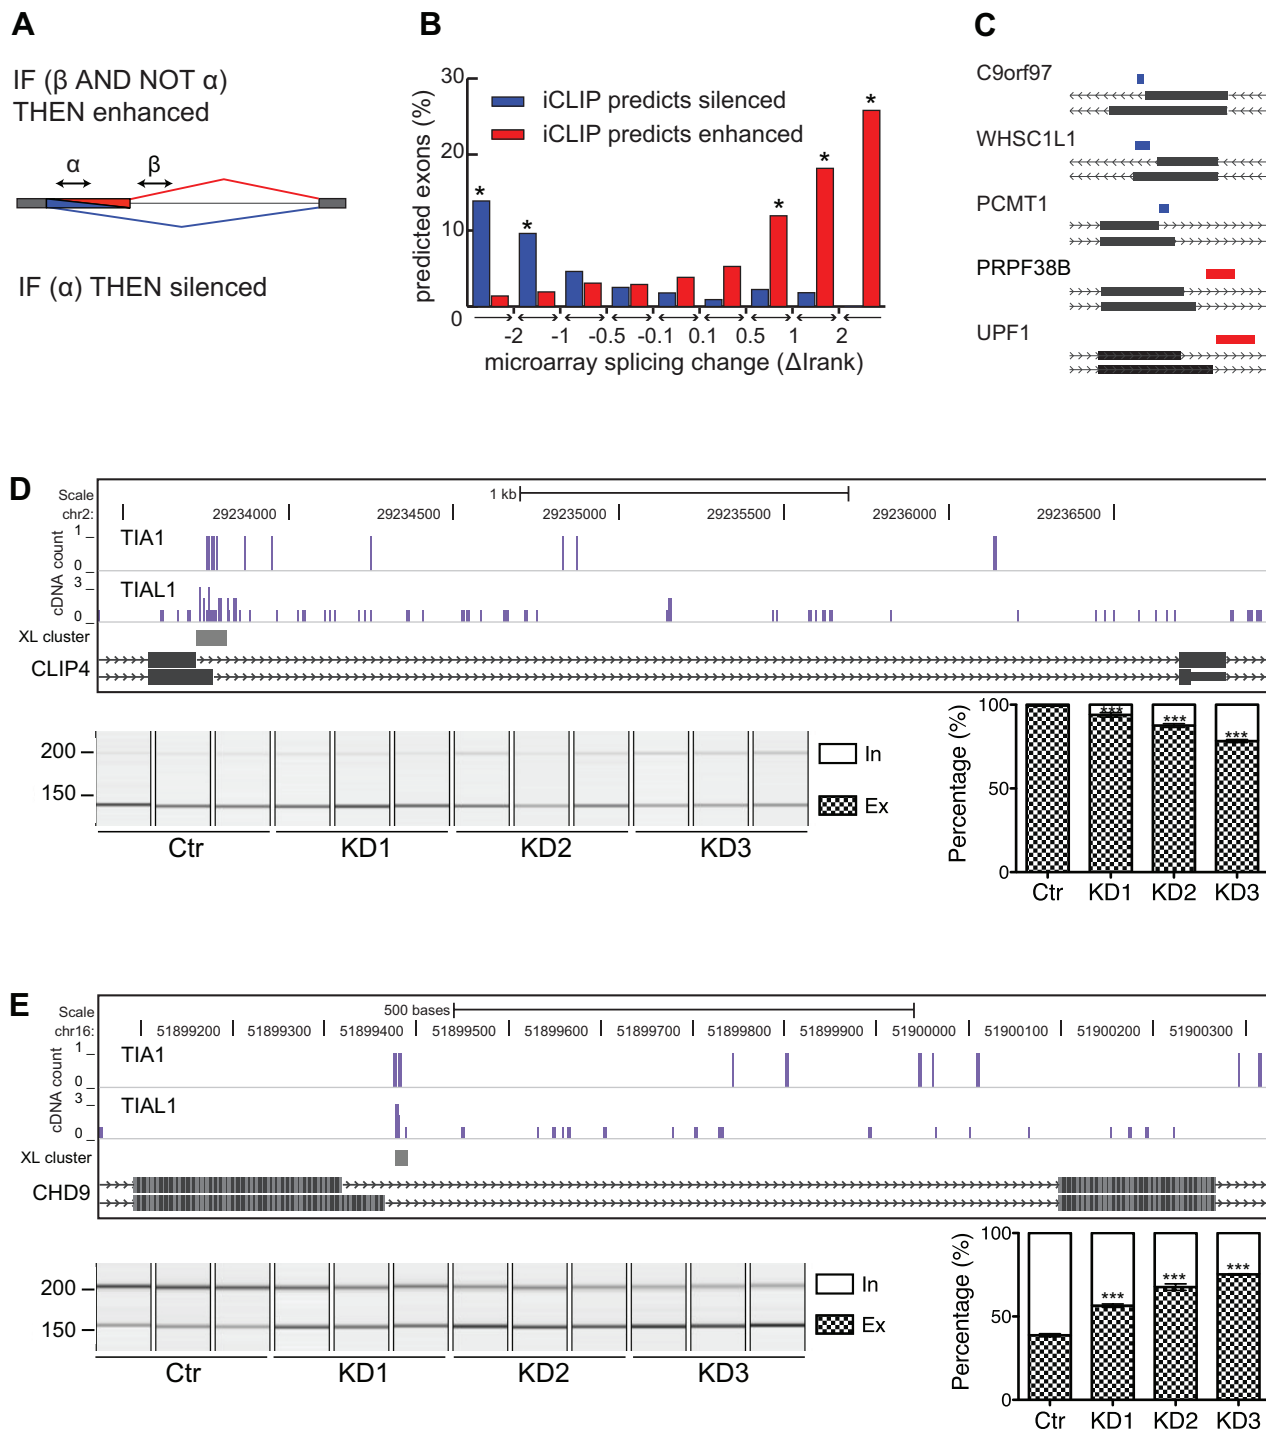 A
IF (β AND NOT α)
THEN enhanced
α
β
IF (α) THEN silenced
B
predicted exons (%)
30
20
10
0
iCLIP predicts silenced
iCLIP predicts enhanced
* * * * *
-2 -1 -0.5 -0.1 0.1 0.5 1 2
microarray splicing change (ΔIrank)
C
C9orf97
WHSC1L1
PCMT1
PRPF38B
UPF1
D
Scale
1 kb
chr2:
29234000 29234500 29235000 29235500 29236000 29236500
cDNA count
1
0
TIA1
3
0
TIAL1
XL cluster
CLIP4
200
150
Ctr KD1 KD2 KD3
In
Ex
Percentage (%)
100
50
0
*** *** ***
Ctr KD1 KD2 KD3
E
Scale
500 bases
chr16:
51899200 51899300 51899400 51899500 51899600 51899700 51899800 51899900 51900000 51900100 51900200 51900300
cDNA count
1
0
TIA1
3
0
TIAL1
XL cluster
CHD9
200
150
Ctr KD1 KD2 KD3
In
Ex
Percentage (%)
100
50
0
*** *** ***
Ctr KD1 KD2 KD3